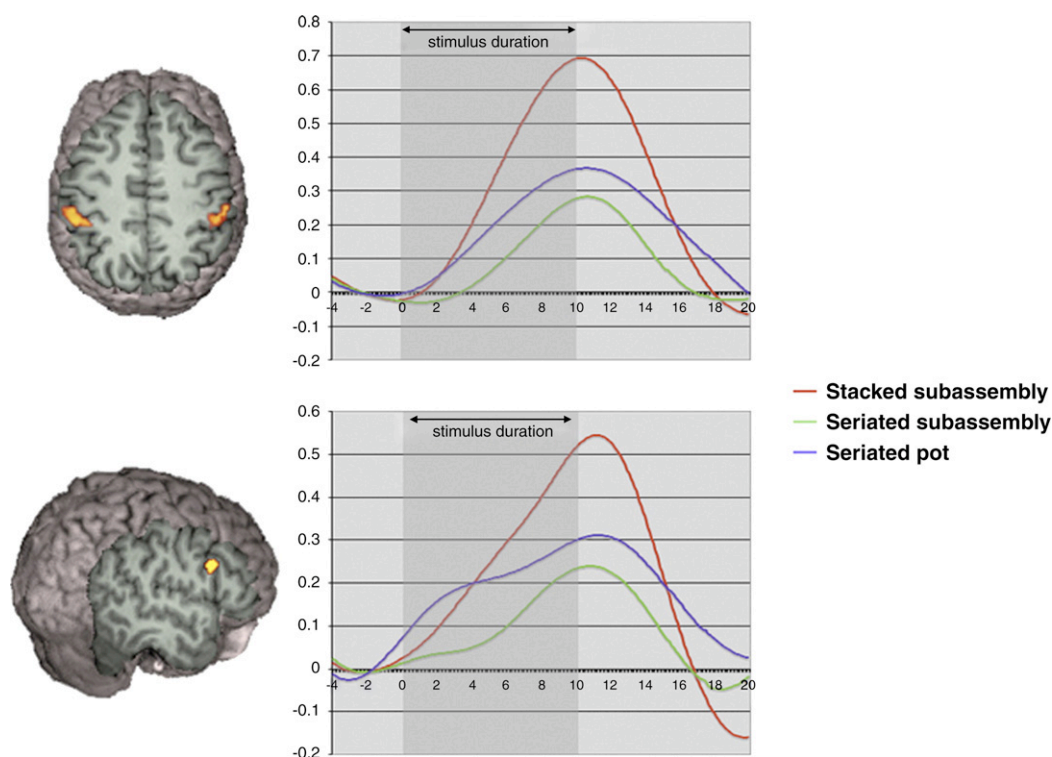 0.8
stimulus duration
0.7
0.6
0.5
0.4
0.3
0.2
0.1
0
-4 -2 0 2 4 6 8 10 12 14 16 18 20
-0.1
-0.2
0.6
stimulus duration
0.5
0.4
0.3
0.2
0.1
0
-4 -2 0 2 4 6 8 10 12 14 16 18 20
-0.1
-0.2
Stacked subassembly
Seriated subassembly
Seriated pot